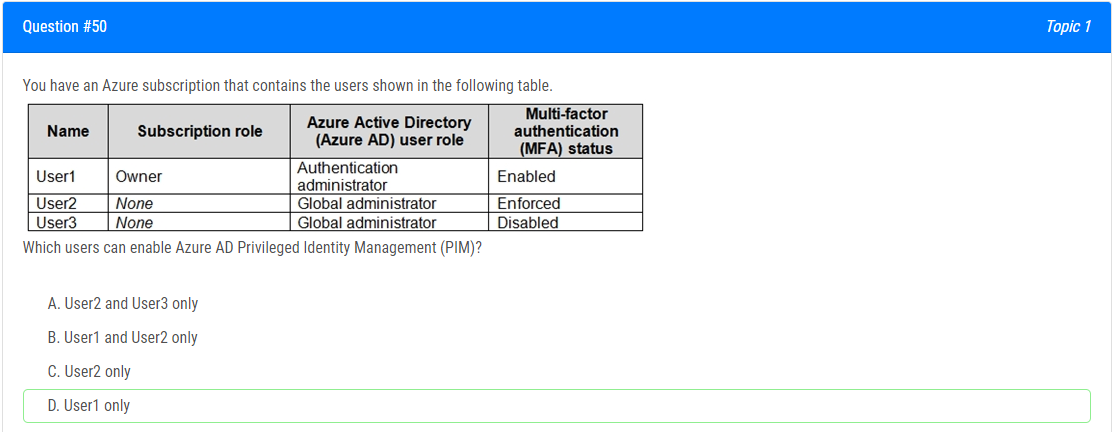 Question #50 Topic 1
You have an Azure subscription that contains the users shown in the following table.
Name Subscription role Azure Active Directory (Azure AD) user role Multi-factor authentication (MFA) status
User1 Owner Authentication administrator Enabled
User2 None Global administrator Enforced
User3 None Global administrator Disabled
Which users can enable Azure AD Privileged Identity Management (PIM)?
A. User2 and User3 only
B. User1 and User2 only
C. User2 only
D. User1 only